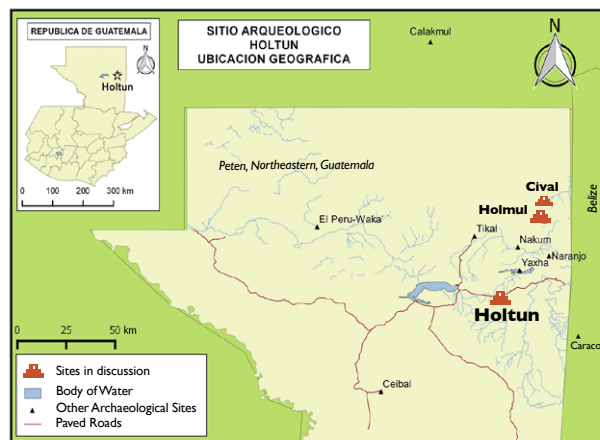 REPUBLICA DE GUATEMALA
N
Holtun
0 100 200 300 km
SITIO ARQUEOLOGICO
HOLTUN
UBICACION GEOGRAFICA
Calakmul
N
Peten, Northeastern, Guatemala
Belize
Cival
Holmul
El Peru-Waka'
Tikal
Nakum
Naranjo
Yaxha
Holtun
Caracol
Ceibal
0 25 50 km
Sites in discussion
Body of Water
Other Archaeological Sites
Paved Roads